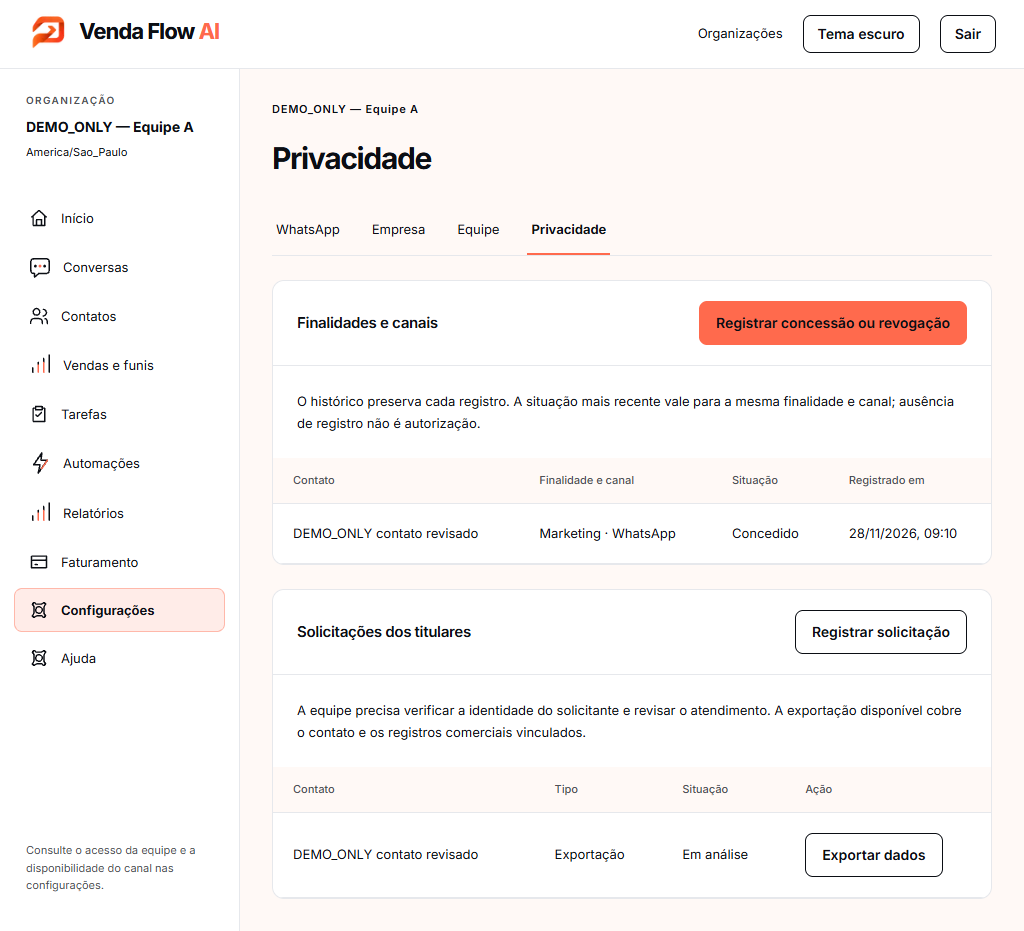 Venda Flow AI
Organizações
Tema escuro
Sair
ORGANIZAÇÃO
DEMO_ONLY — Equipe A
America/Sao_Paulo
Início
Conversas
Contatos
Vendas e funis
Tarefas
Automações
Relatórios
Faturamento
Configurações
Ajuda
Consulte o acesso da equipe e a
disponibilidade do canal nas
configurações.
DEMO_ONLY — Equipe A
Privacidade
WhatsApp
Empresa
Equipe
Privacidade
Finalidades e canais
Registrar concessão ou revogação
O histórico preserva cada registro. A situação mais recente vale para a mesma finalidade e canal; ausência
de registro não é autorização.
Contato
Finalidade e canal
Situação
Registrado em
DEMO_ONLY contato revisado
Marketing · WhatsApp
Concedido
28/11/2026, 09:10
Solicitações dos titulares
Registrar solicitação
A equipe precisa verificar a identidade do solicitante e revisar o atendimento. A exportação disponível cobre
o contato e os registros comerciais vinculados.
Contato
Tipo
Situação
Ação
DEMO_ONLY contato revisado
Exportação
Em análise
Exportar dados